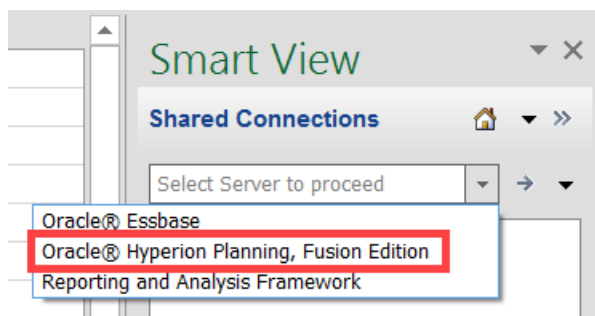 Smart View
Shared Connections
Select Server to proceed
Oracle® Essbase
Oracle® Hyperion Planning, Fusion Edition
Reporting and Analysis Framework